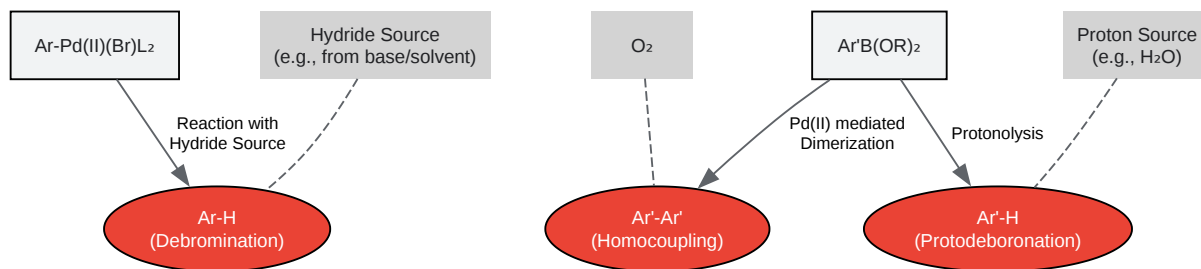 Ar-Pd(II)(Br)L₂
Hydride Source
(e.g., from base/solvent)
O₂
Ar'B(OR)₂
Proton Source
(e.g., H₂O)
Reaction with
Hydride Source
Pd(II) mediated
Dimerization
Protonolysis
Ar-H
(Debromination)
Ar'-Ar'
(Homocoupling)
Ar'-H
(Protodeboronation)